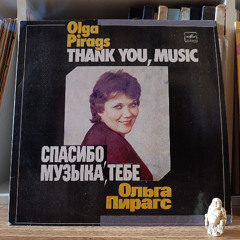 Olga
Pirags
THANK YOU, MUSIC
СПАСИБО,
МУЗЫКА, ТЕБЕ
Ольга
Пирагс